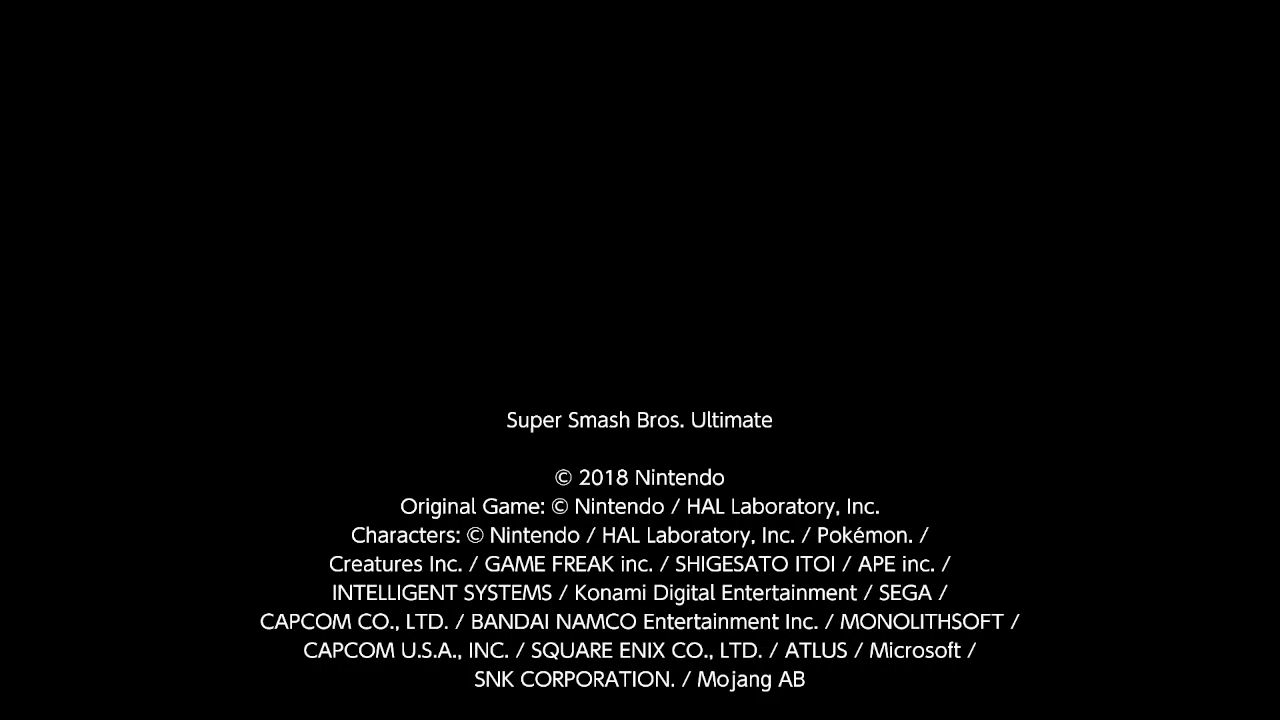 Super Smash Bros. Ultimate
© 2018 Nintendo
Original Game: © Nintendo / HAL Laboratory, Inc.
Characters: © Nintendo / HAL Laboratory, Inc. / Pokémon. /
Creatures Inc. / GAME FREAK inc. / SHIGESATO ITOI / APE inc. /
INTELLIGENT SYSTEMS / Konami Digital Entertainment / SEGA /
CAPCOM CO., LTD. / BANDAI NAMCO Entertainment Inc. / MONOLITHSOFT /
CAPCOM U.S.A., INC. / SQUARE ENIX CO., LTD. / ATLUS / Microsoft /
SNK CORPORATION. / Mojang AB